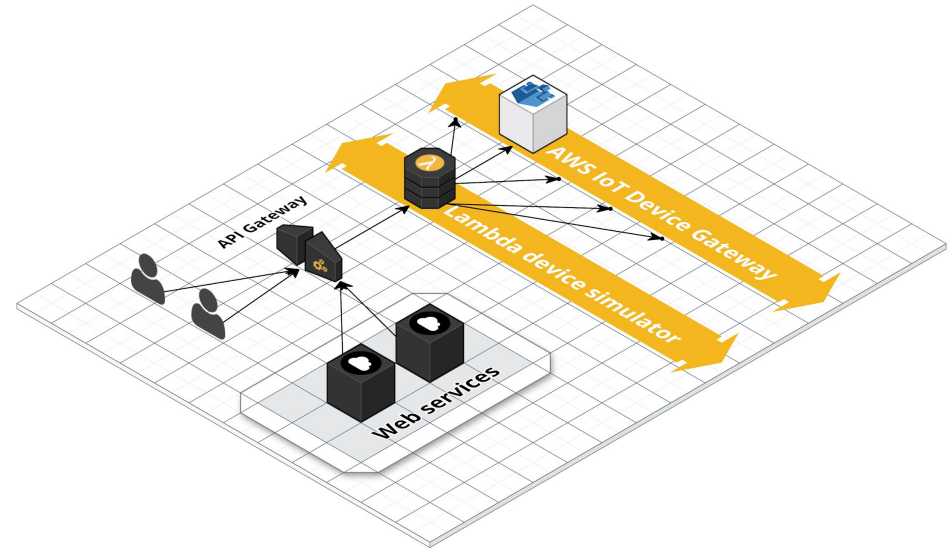 AWS IoT Device Gateway
Lambda device simulator
API Gateway
Web services
λ